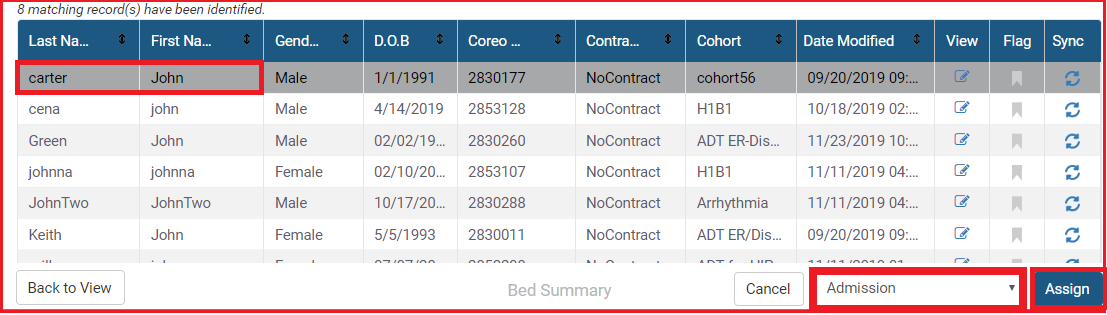 8 matching record(s) have been identified.
Last Na... First Na... Gend... D.O.B Coreo ... Contra... Cohort Date Modified View Flag Sync
carter John Male 1/1/1991 2830177 NoContract cohort56 09/20/2019 09:...
cena john Male 4/14/2019 2853128 NoContract H1B1 10/18/2019 02:...
Green John Male 02/02/19... 2830260 NoContract ADT ER-Dis... 11/23/2019 10:...
johnna johnna Female 02/10/20... 2853107 NoContract H1B1 11/11/2019 04:...
JohnTwo JohnTwo Male 10/17/20... 2830288 NoContract Arrhythmia 11/11/2019 04:...
Keith John Female 5/5/1993 2830011 NoContract ADT ER/Dis... 09/20/2019 09:...
Back to View Bed Summary Cancel Admission Assign